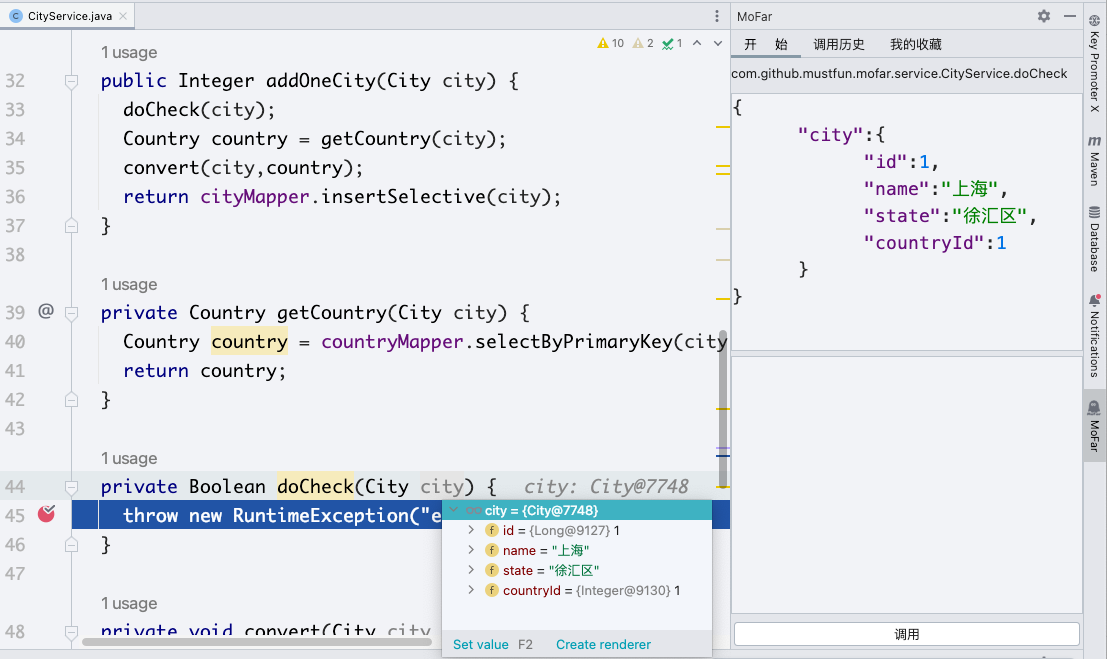 CityService.java
MoFar
10 2 1
开 始 调用历史 我的收藏
com.github.mustfun.mofar.service.CityService.doCheck
1 usage
32 public Integer addOneCity(City city) {
33 doCheck(city);
34 Country country = getCountry(city);
35 convert(city,country);
36 return cityMapper.insertSelective(city);
37 }
38
1 usage
39 @ private Country getCountry(City city) {
40 Country country = countryMapper.selectByPrimaryKey(city
41 return country;
42 }
43
1 usage
44 private Boolean doCheck(City city) { city: City@7748
45 throw new RuntimeException("e
46 }
47
1 usage
48 private void convert(City city
oo city = {City@7748}
f id = {Long@9127} 1
f name = "上海"
f state = "徐汇区"
f countryId = {Integer@9130} 1
Set value F2 Create renderer
{
"city":{
"id":1,
"name":"上海",
"state":"徐汇区",
"countryId":1
}
}
调用
Key Promoter X
m Maven
Database
Notifications
MoFar